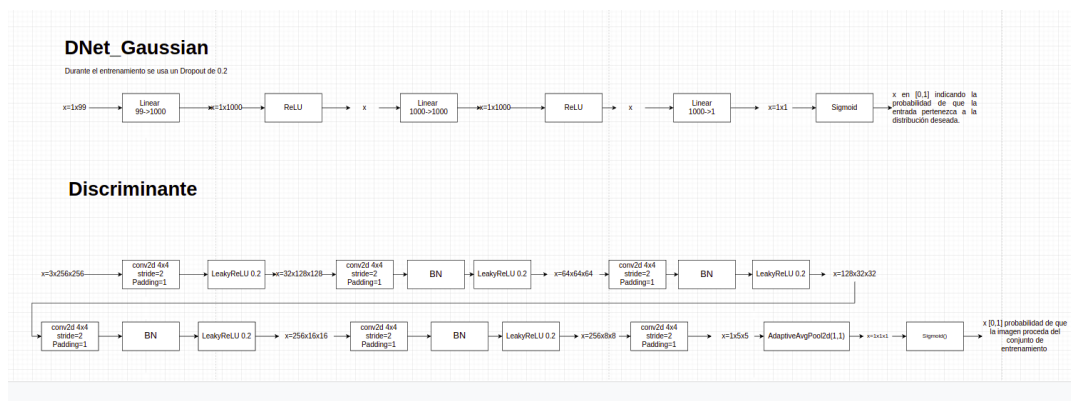 DNet_Gaussian
Durante el entrenamiento se usa un Dropout de 0.2
x=1x99
Linear
99->1000
x=1x1000
ReLU
x
Linear
1000->1000
x=1x1000
ReLU
x
Linear
1000->1
x=1x1
Sigmoid
x en [0,1] indicando la
probabilidad de que la
entrada pertenezca a la
distribución deseada.
Discriminante
x=3x256x256
conv2d 4x4
stride=2
Padding=1
LeakyReLU 0.2
x=32x128x128
conv2d 4x4
stride=2
Padding=1
BN
LeakyReLU 0.2
x=64x64x64
conv2d 4x4
stride=2
Padding=1
BN
LeakyReLU 0.2
x=128x32x32
conv2d 4x4
stride=2
Padding=1
BN
LeakyReLU 0.2
x=256x16x16
conv2d 4x4
stride=2
Padding=1
BN
LeakyReLU 0.2
x=256x8x8
conv2d 4x4
stride=2
Padding=1
x=1x5x5
AdaptiveAvgPool2d(1,1)
x=1x1x1
Sigmoid()
x [0,1] probabilidad de que
la imagen proceda del
conjunto de
entrenamiento